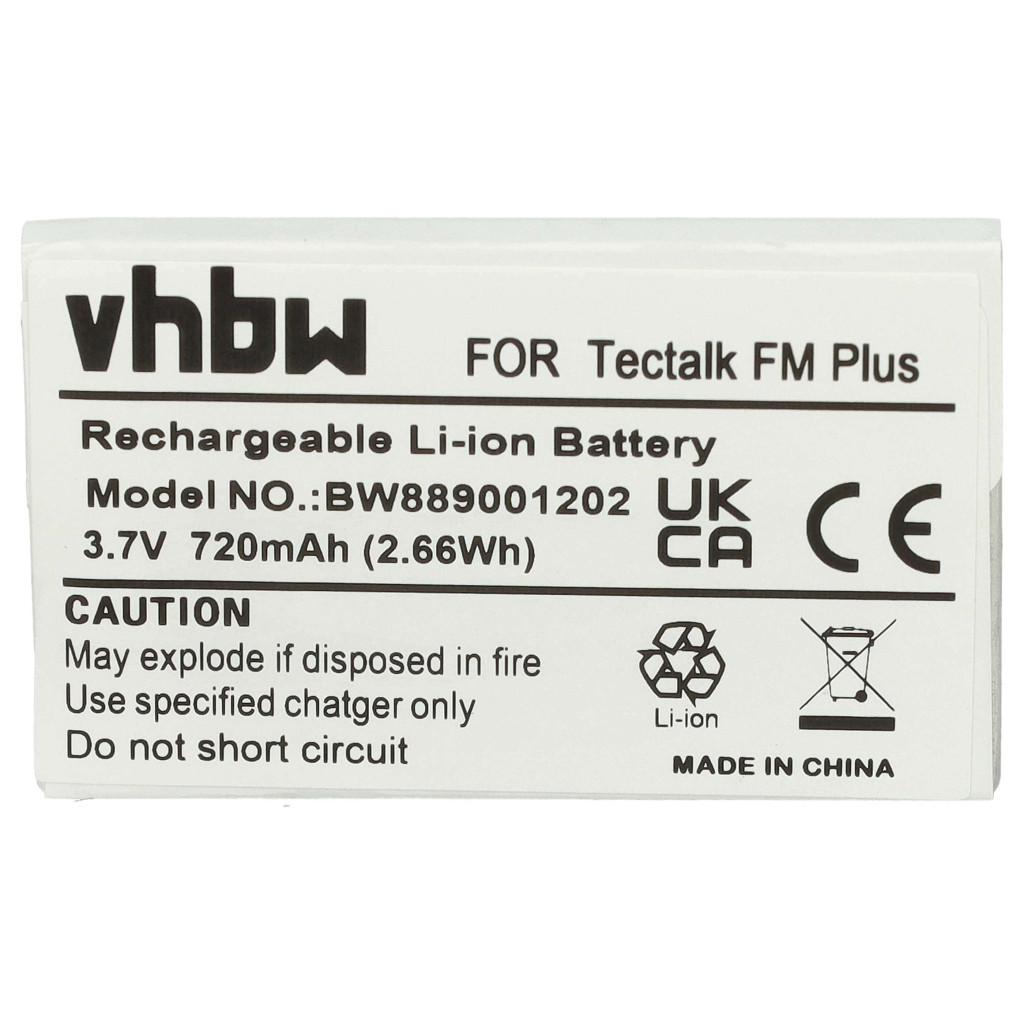 vhbw
FOR Tectalk FM Plus
Rechargeable Li-ion Battery
Model NO.:BW889001202
3.7V 720mAh (2.66Wh)
UK
CA
CE
CAUTION
May explode if disposed in fire
Use specified chatger only
Do not short circuit
Li-ion
MADE IN CHINA